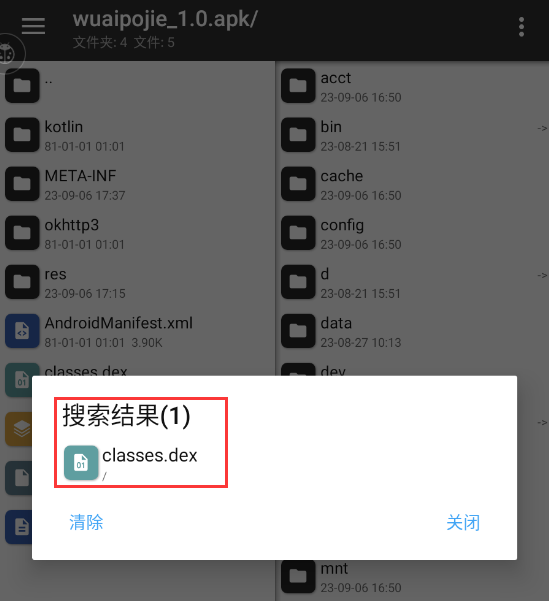 wuaipojie_1.0.apk/
文件夹: 4 文件: 5
..
kotlin
81-01-01 01:01
META-INF
23-09-06 17:37
okhttp3
81-01-01 01:01
res
23-09-06 17:15
AndroidManifest.xml
81-01-01 01:01 3.90K
classes.dex
acct
23-09-06 16:50
bin
->
23-08-21 15:51
cache
23-09-06 16:50
config
23-09-06 16:50
d
->
23-08-21 15:51
data
23-08-27 10:13
dev
->
搜索结果(1)
classes.dex
/
清除
关闭
mnt
23-09-06 16:50